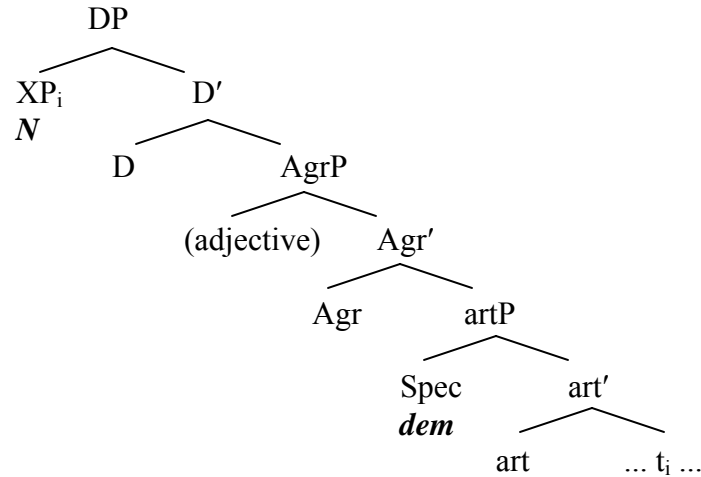 DP
XPᵢ D′
N
D AgrP
(adjective) Agr′
Agr artP
Spec art′
dem
art ... tᵢ ...